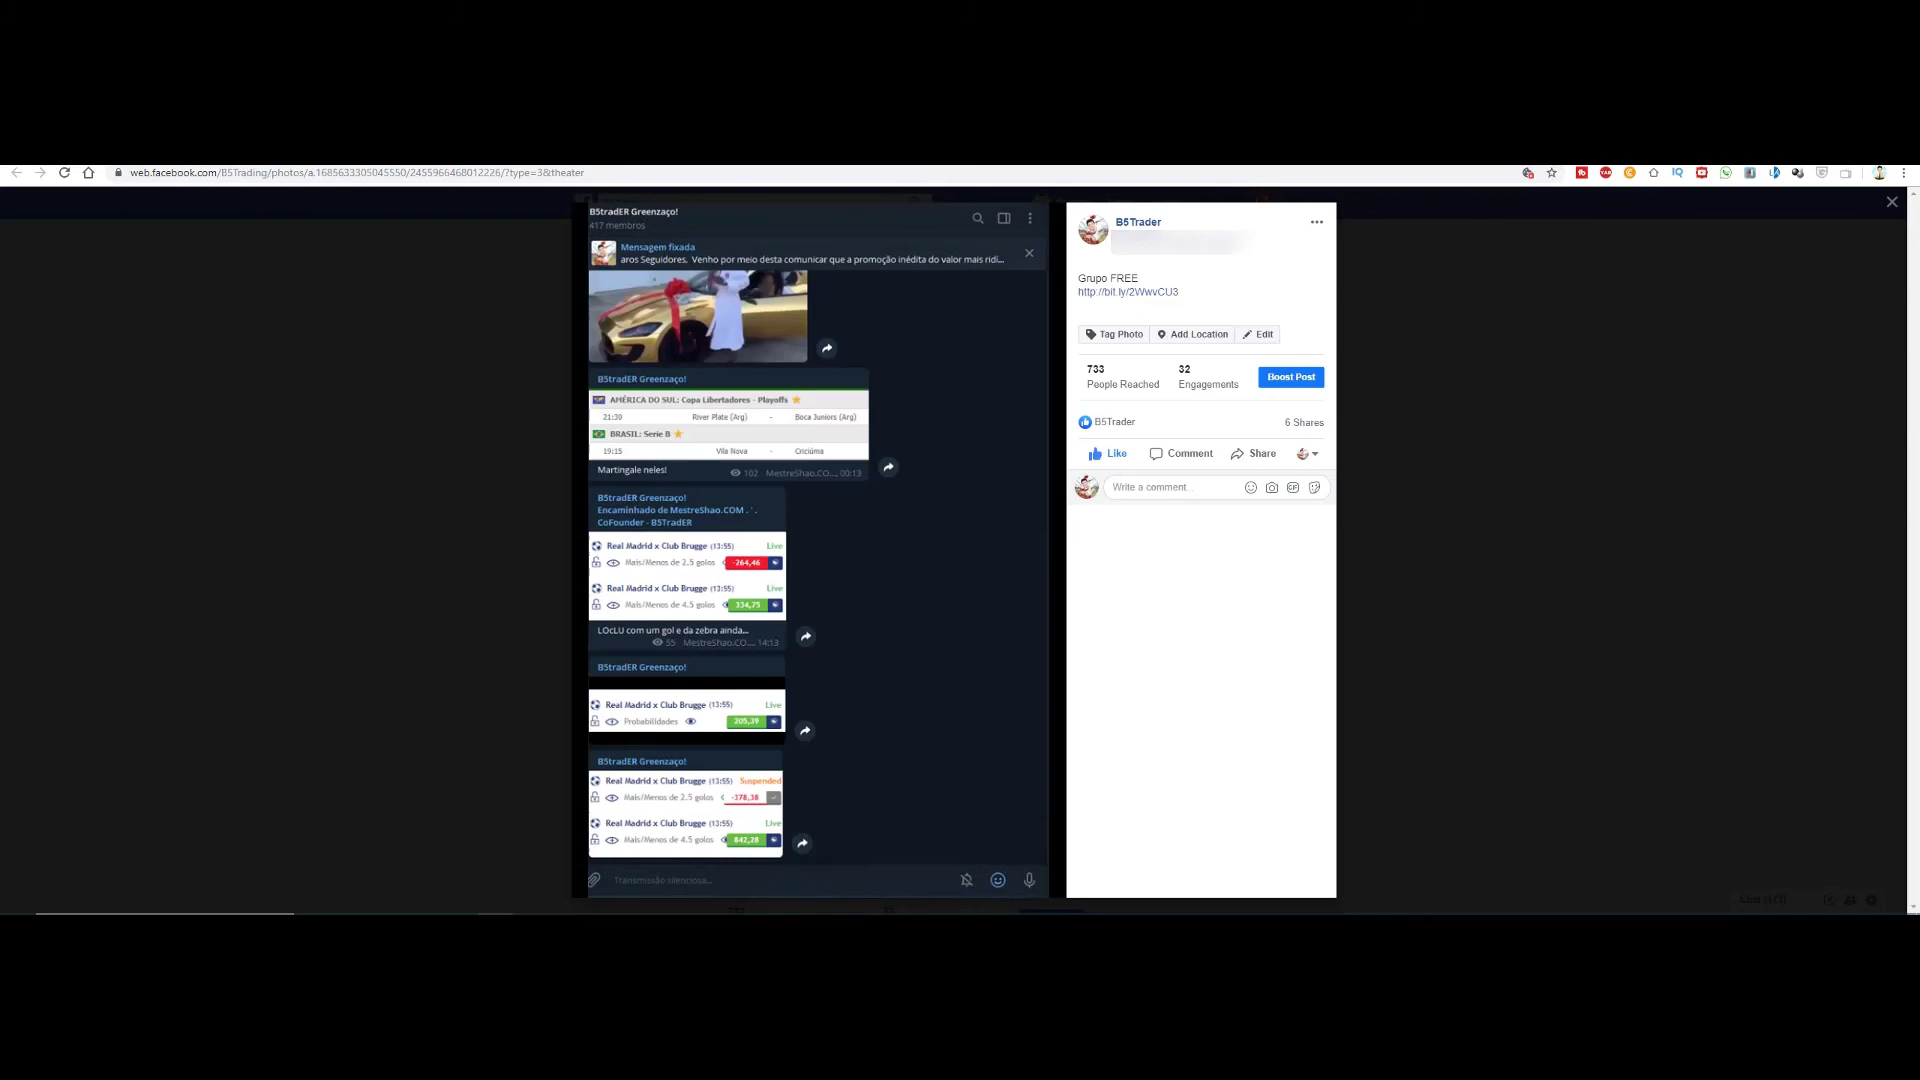 web.facebook.com/B5Trading/photos/a.1685633305045550/2455966468012226/?type=3&theater
B5tradER Greenzaço!
417 membros
Mensagem fixada
aros Seguidores, Venho por meio desta comunicar que a promoção inédita do valor mais ridí...
B5tradER Greenzaço!
AMÉRICA DO SUL: Copa Libertadores - Playoffs
21:30 River Plate (Arg) - Boca Juniors (Arg)
BRASIL: Serie B
19:15 Vila Nova - Criciúma
Martingale neles!
102 MestreShao.CO..., 00:13
B5tradER Greenzaço!
Encaminhado de MestreShao.COM . ' .
CoFounder - B5TradER
Real Madrid x Club Brugge (13:55) Live
Mais/Menos de 2.5 golos -264,46
Real Madrid x Club Brugge (13:55) Live
Mais/Menos de 4.5 golos 334,75
LOcLU com um gol e da zebra ainda...
55 MestreShao.CO..., 14:13
B5tradER Greenzaço!
Real Madrid x Club Brugge (13:55) Live
Probabilidades 205,39
B5tradER Greenzaço!
Real Madrid x Club Brugge (13:55) Suspended
Mais/Menos de 2.5 golos -378,38
Real Madrid x Club Brugge (13:55) Live
Mais/Menos de 4.5 golos 842,28
Transmissão silenciosa...
B5Trader
Grupo FREE
http://bit.ly/2WwvCU3
Tag Photo Add Location Edit
733 32
People Reached Engagements
Boost Post
B5Trader 6 Shares
Like Comment Share
Write a comment...